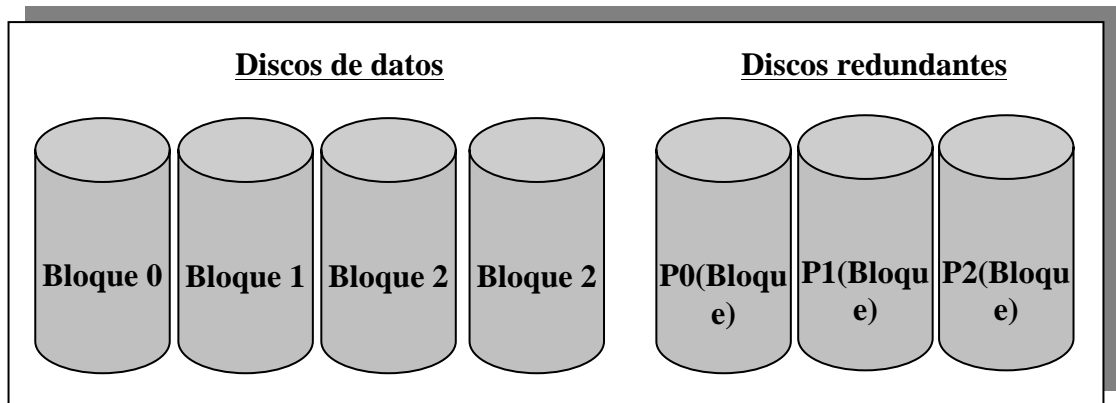 Discos de datos
Discos redundantes
Bloque 0
Bloque 1
Bloque 2
Bloque 2
P0(Bloqu
e)
P1(Bloqu
e)
P2(Bloqu
e)